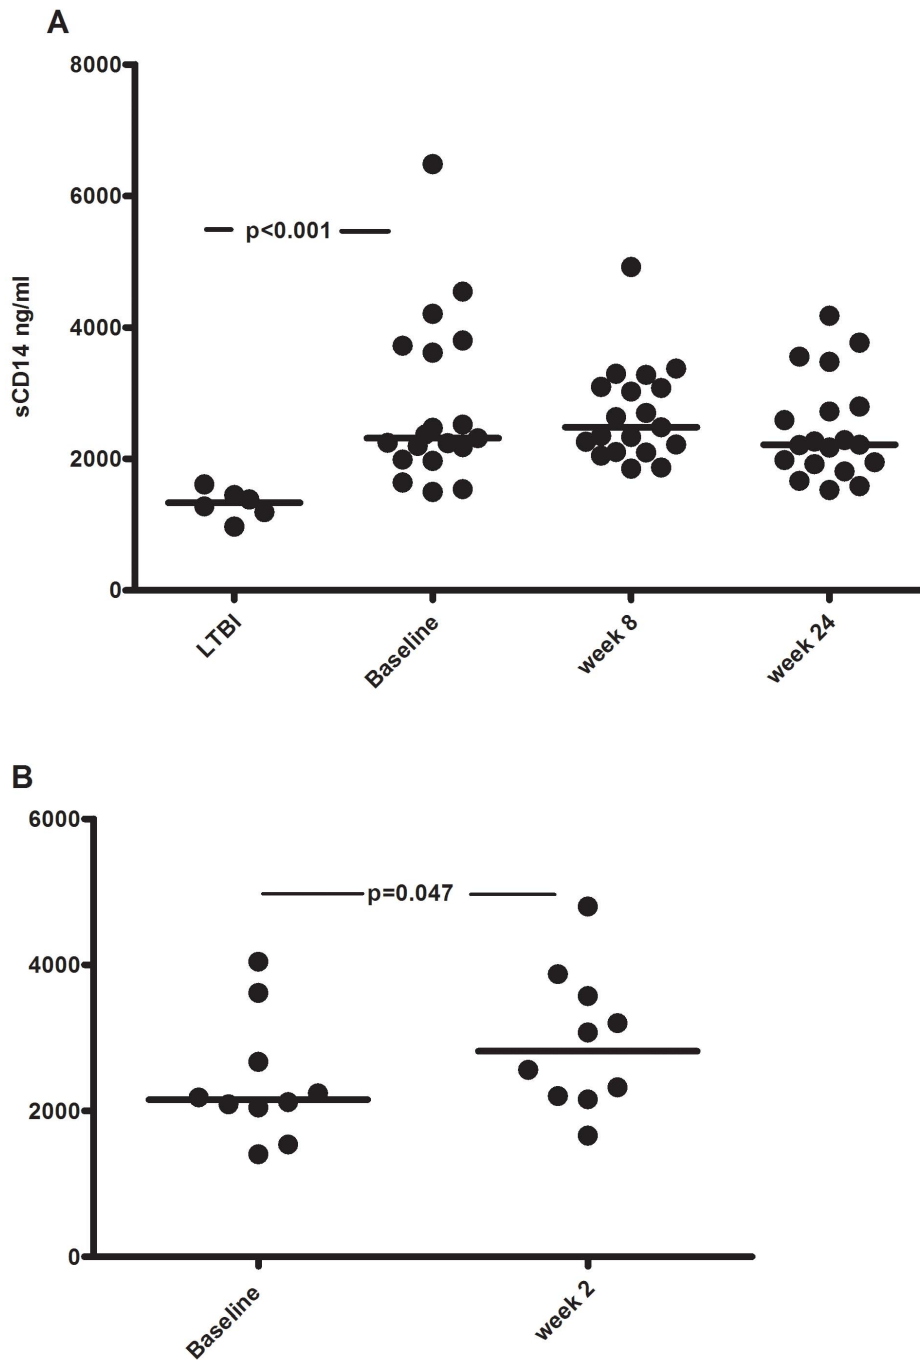 A
8000
6000
p<0.001
sCD14 ng/ml
4000
2000
0
LTBI
Baseline
week 8
week 24
B
6000
p=0.047
4000
2000
0
Baseline
week 2